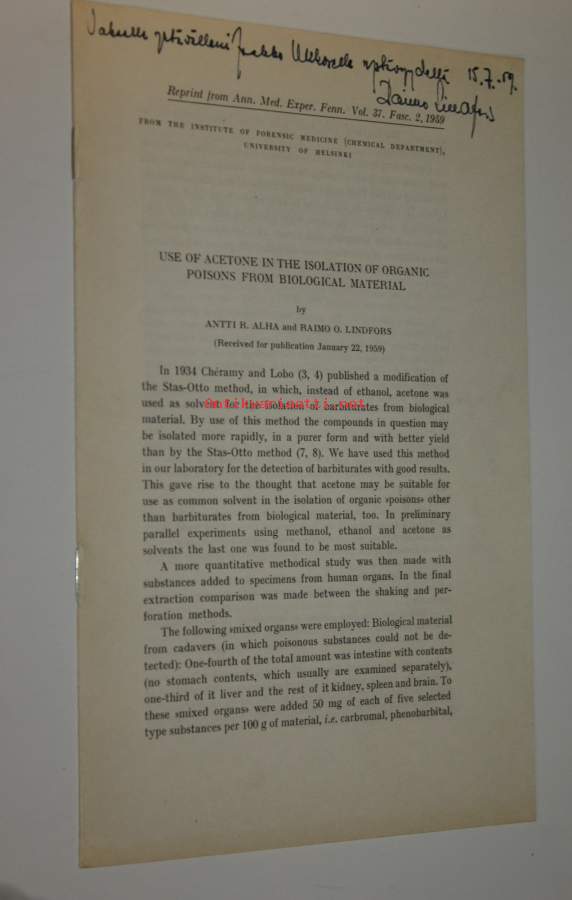 15.7.59.
Raimo Lindfors
Reprint from Ann. Med. Exper. Fenn. Vol. 37. Fasc. 2, 1959
FROM THE INSTITUTE OF FORENSIC MEDICINE (CHEMICAL DEPARTMENT),
UNIVERSITY OF HELSINKI
USE OF ACETONE IN THE ISOLATION OF ORGANIC
POISONS FROM BIOLOGICAL MATERIAL
by
ANTTI R. ALHA and RAIMO O. LINDFORS
(Received for publication January 22, 1959)
In 1934 Chéramy and Lobo (3, 4) published a modification of
the Stas-Otto method, in which, instead of ethanol, acetone was
used as solvent for the isolation of barbiturates from biological
Antikvariaatti.net
material. By use of this method the compounds in question may
be isolated more rapidly, in a purer form and with better yield
than by the Stas-Otto method (7, 8). We have used this method
in our laboratory for the detection of barbiturates with good results.
This gave rise to the thought that acetone may be suitable for
use as common solvent in the isolation of organic »poisons» other
than barbiturates from biological material, too. In preliminary
parallel experiments using methanol, ethanol and acetone as
solvents the last one was found to be most suitable.
A more quantitative methodical study was then made with
substances added to specimens from human organs. In the final
extraction comparison was made between the shaking and per-
foration methods.
The following »mixed organs» were employed: Biological material
from cadavers (in which poisonous substances could not be de-
tected): One-fourth of the total amount was intestine with contents
(no stomach contents, which usually are examined separately),
one-third of it liver and the rest of it kidney, spleen and brain. To
these »mixed organs» were added 50 mg of each of five selected
type substances per 100 g of material, i.e. carbromal, phenobarbital,